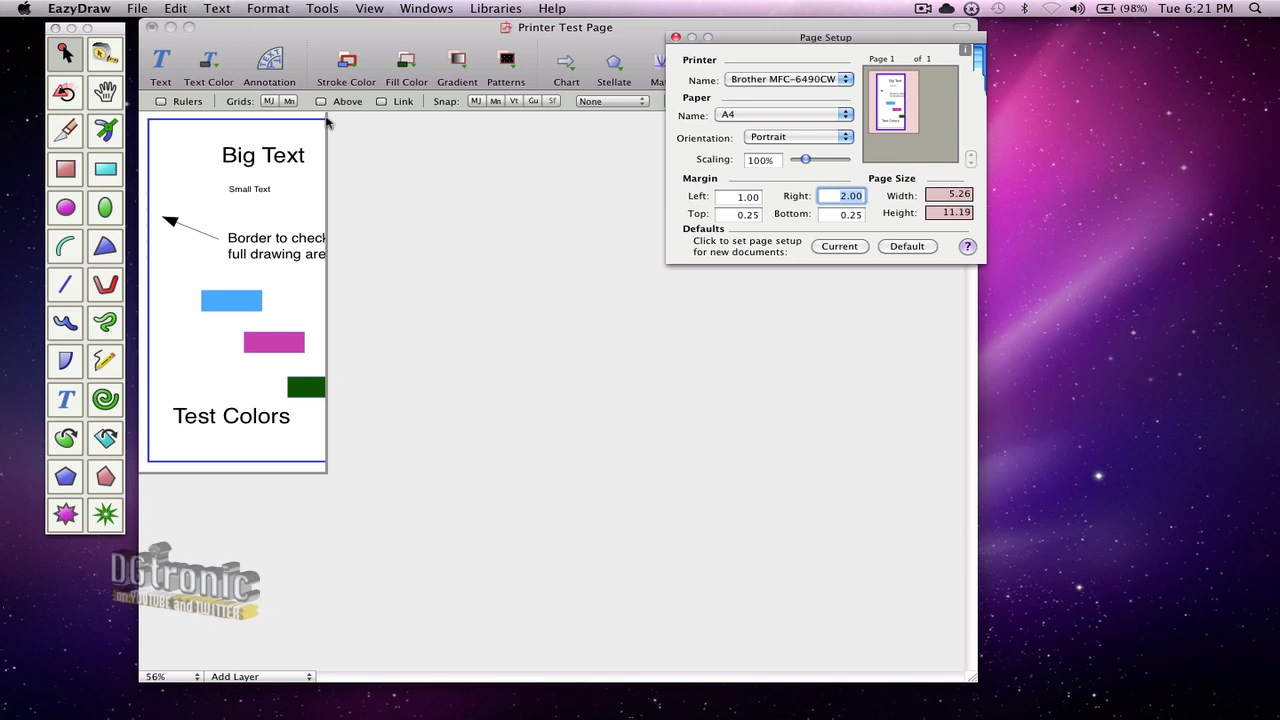 EazyDraw File Edit Text Format Tools View Windows Libraries Help (98%) Tue 6:21 PM
Printer Test Page
Page Setup
Text Text Color Annotation Stroke Color Fill Color Gradient Patterns Chart Stellate
Rulers Grids: MJ Mn Above Link Snap: MJ Mn Vt Gu Sf None
Printer
Name: Brother MFC-6490CW
Paper
Name: A4
Orientation: Portrait
Scaling: 100%
Page 1 of 1
Margin Page Size
Left: 1.00 Right: 2.00 Width: 5.26
Top: 0.25 Bottom: 0.25 Height: 11.19
Defaults
Click to set page setup
for new documents:
Current Default ?
Big Text
Small Text
Border to check
full drawing are
Test Colors
T
DGtronic
on YOUTUBE and TWITTER
56% Add Layer